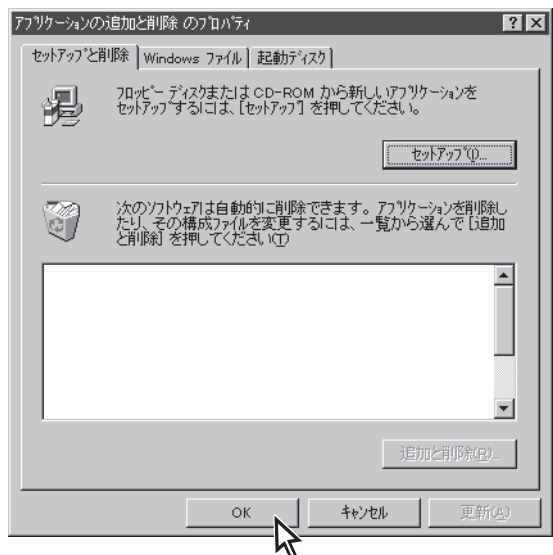 ｱﾌﾟﾘｹｰｼｮﾝの追加と削除 のﾌﾟﾛﾊﾟﾃｨ
ｾｯﾄｱｯﾌﾟと削除
Windows ﾌｧｲﾙ
起動ﾃﾞｨｽｸ
ﾌﾛｯﾋﾟｰ ﾃﾞｨｽｸまたは CD-ROM から新しいｱﾌﾟﾘｹｰｼｮﾝを
ｾｯﾄｱｯﾌﾟするには、[ｾｯﾄｱｯﾌﾟ] を押してください。
ｾｯﾄｱｯﾌﾟ(I)...
次のｿﾌﾄｳｪｱは自動的に削除できます。ｱﾌﾟﾘｹｰｼｮﾝを削除し
たり、その構成ﾌｧｲﾙを変更するには、一覧から選んで [追加
と削除] を押してください(T)
追加と削除(R)...
OK
ｷｬﾝｾﾙ
更新(A)